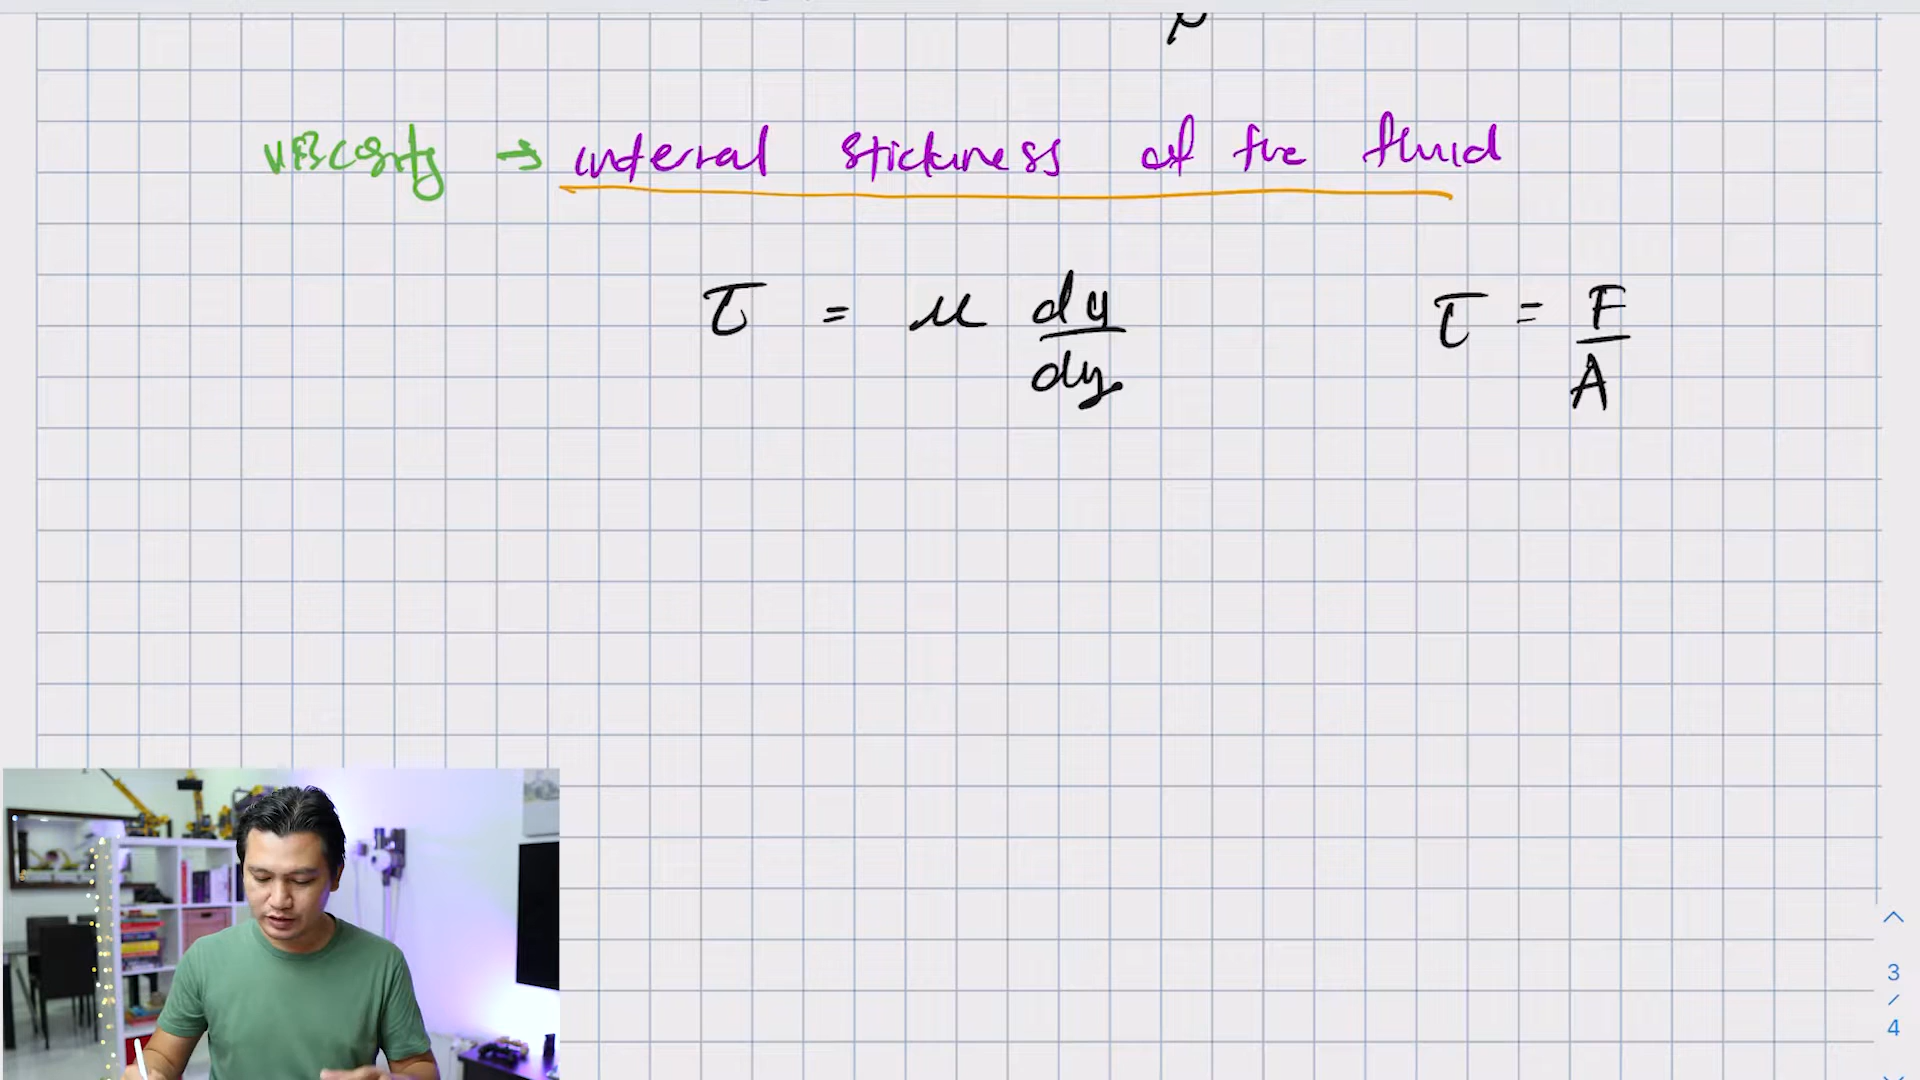 μ
viscosity → internal stickiness of the fluid
τ = μ du/dy τ = F/A
3
/
4